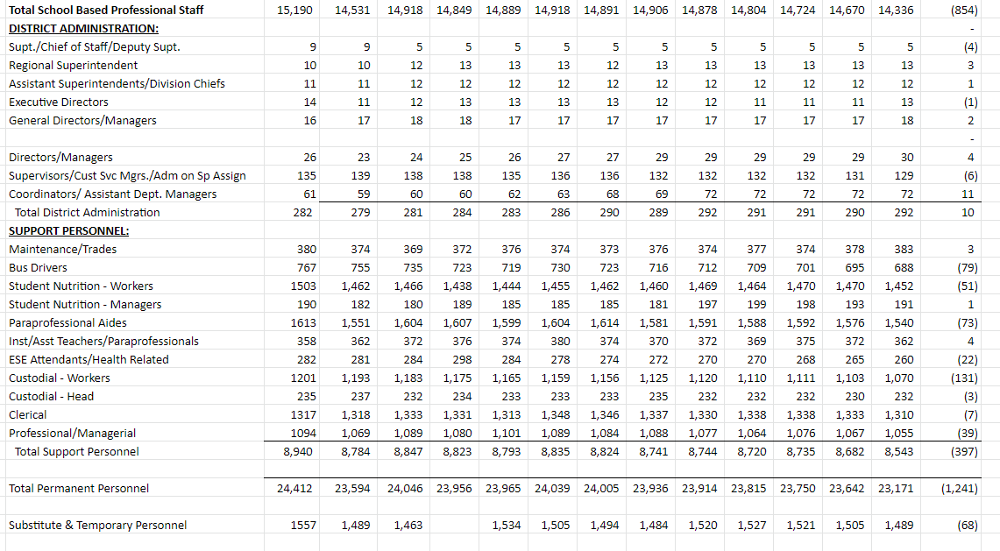 Total School Based Professional Staff 15,190 14,531 14,918 14,849 14,889 14,918 14,891 14,906 14,878 14,804 14,724 14,670 14,336 (854)
DISTRICT ADMINISTRATION: -
Supt./Chief of Staff/Deputy Supt. 9 9 5 5 5 5 5 5 5 5 5 5 5 (4)
Regional Superintendent 10 10 12 13 13 13 12 13 13 13 13 13 13 3
Assistant Superintendents/Division Chiefs 11 11 12 12 12 12 12 12 12 12 12 12 12 1
Executive Directors 14 11 12 13 13 13 13 12 12 11 11 11 13 (1)
General Directors/Managers 16 17 18 18 17 17 17 17 17 17 17 17 18 2
-
Directors/Managers 26 23 24 25 26 27 27 29 29 29 29 29 30 4
Supervisors/Cust Svc Mgrs./Adm on Sp Assign 135 139 138 138 135 136 136 132 132 132 132 131 129 (6)
Coordinators/ Assistant Dept. Managers 61 59 60 60 62 63 68 69 72 72 72 72 72 11
Total District Administration 282 279 281 284 283 286 290 289 292 291 291 290 292 10
SUPPORT PERSONNEL:
Maintenance/Trades 380 374 369 372 376 374 373 376 374 377 374 378 383 3
Bus Drivers 767 755 735 723 719 730 723 716 712 709 701 695 688 (79)
Student Nutrition - Workers 1503 1,462 1,466 1,438 1,444 1,455 1,462 1,460 1,469 1,464 1,470 1,470 1,452 (51)
Student Nutrition - Managers 190 182 180 189 185 185 185 181 197 199 198 193 191 1
Paraprofessional Aides 1613 1,551 1,604 1,607 1,599 1,604 1,614 1,581 1,591 1,588 1,592 1,576 1,540 (73)
Inst/Asst Teachers/Paraprofessionals 358 362 372 376 374 380 374 370 372 369 375 372 362 4
ESE Attendants/Health Related 282 281 284 298 284 278 274 272 270 270 268 265 260 (22)
Custodial - Workers 1201 1,193 1,183 1,175 1,165 1,159 1,156 1,125 1,120 1,110 1,111 1,103 1,070 (131)
Custodial - Head 235 237 232 234 233 233 233 235 232 232 232 230 232 (3)
Clerical 1317 1,318 1,333 1,331 1,313 1,348 1,346 1,337 1,330 1,338 1,338 1,333 1,310 (7)
Professional/Managerial 1094 1,069 1,089 1,080 1,101 1,089 1,084 1,088 1,077 1,064 1,076 1,067 1,055 (39)
Total Support Personnel 8,940 8,784 8,847 8,823 8,793 8,835 8,824 8,741 8,744 8,720 8,735 8,682 8,543 (397)
Total Permanent Personnel 24,412 23,594 24,046 23,956 23,965 24,039 24,005 23,936 23,914 23,815 23,750 23,642 23,171 (1,241)
Substitute & Temporary Personnel 1557 1,489 1,463 1,534 1,505 1,494 1,484 1,520 1,527 1,521 1,505 1,489 (68)